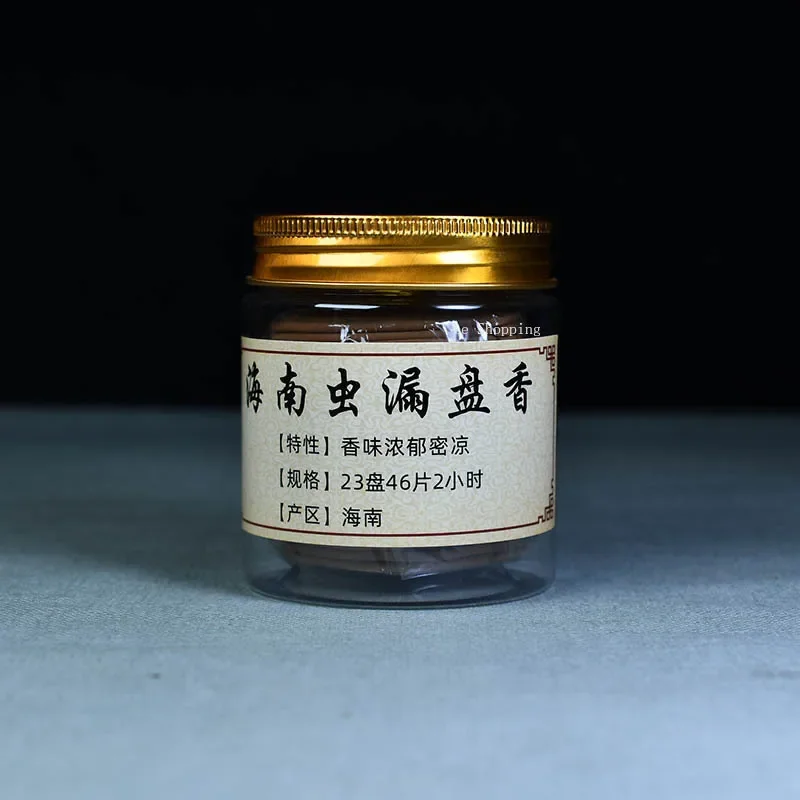 e Shopping
海南虫漏盘香
【特性】香味浓郁密凉
【规格】23盘46片2小时
【产区】海南